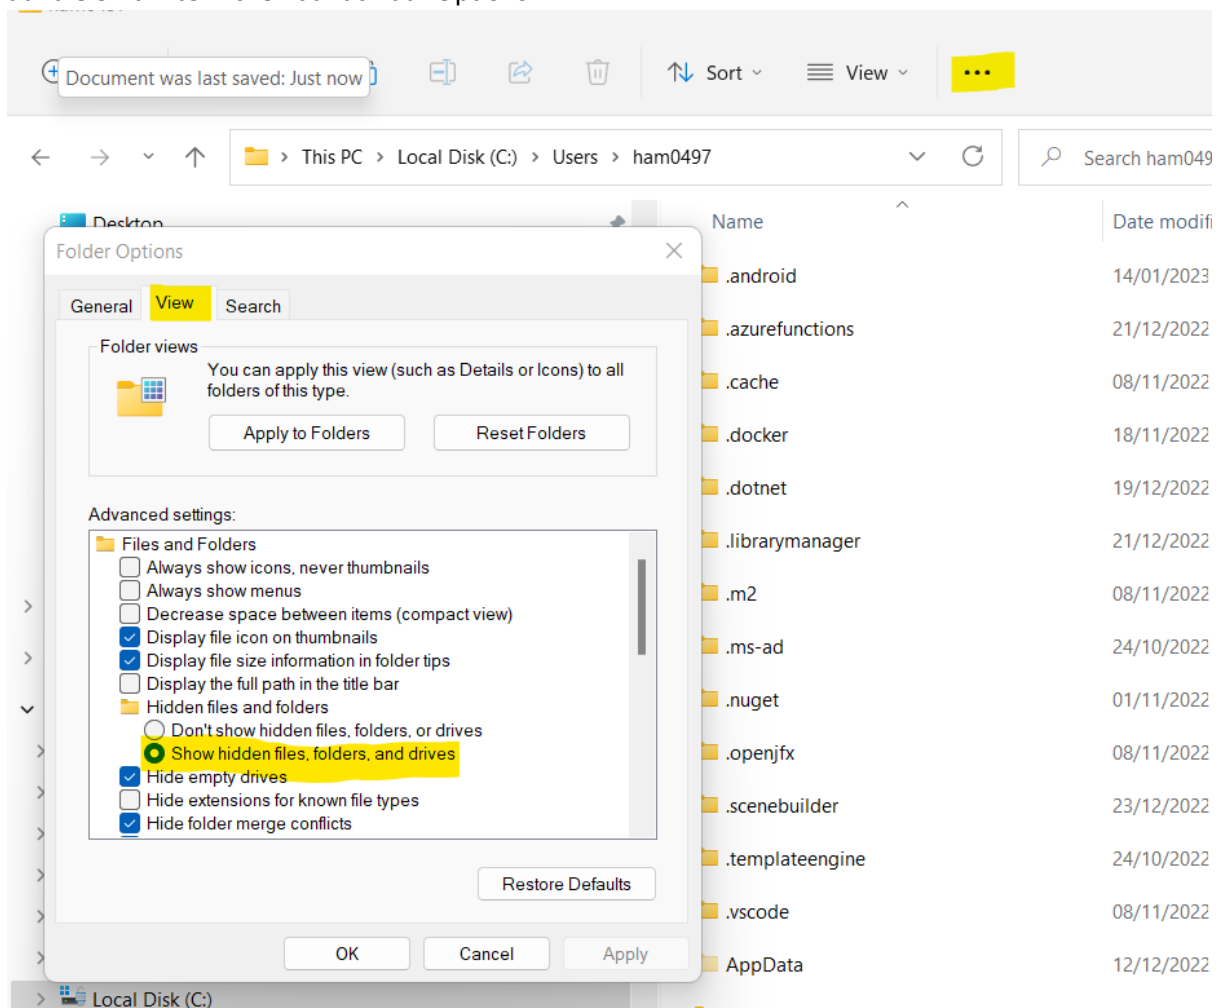 Document was last saved: Just now
Sort
View
This PC > Local Disk (C:) > Users > ham0497
Search ham049
Desktop
Name
Date modifi
Folder Options
General
View
Search
Folder views
You can apply this view (such as Details or Icons) to all
folders of this type.
Apply to Folders
Reset Folders
Advanced settings:
Files and Folders
Always show icons, never thumbnails
Always show menus
Decrease space between items (compact view)
Display file icon on thumbnails
Display file size information in folder tips
Display the full path in the title bar
Hidden files and folders
Don't show hidden files, folders, or drives
Show hidden files, folders, and drives
Hide empty drives
Hide extensions for known file types
Hide folder merge conflicts
Restore Defaults
OK
Cancel
Apply
.android 14/01/2023
.azurefunctions 21/12/2022
.cache 08/11/2022
.docker 18/11/2022
.dotnet 19/12/2022
.librarymanager 21/12/2022
.m2 08/11/2022
.ms-ad 24/10/2022
.nuget 01/11/2022
.openjfx 08/11/2022
.scenebuilder 23/12/2022
.templateengine 24/10/2022
.vscode 08/11/2022
AppData 12/12/2022
Local Disk (C:)